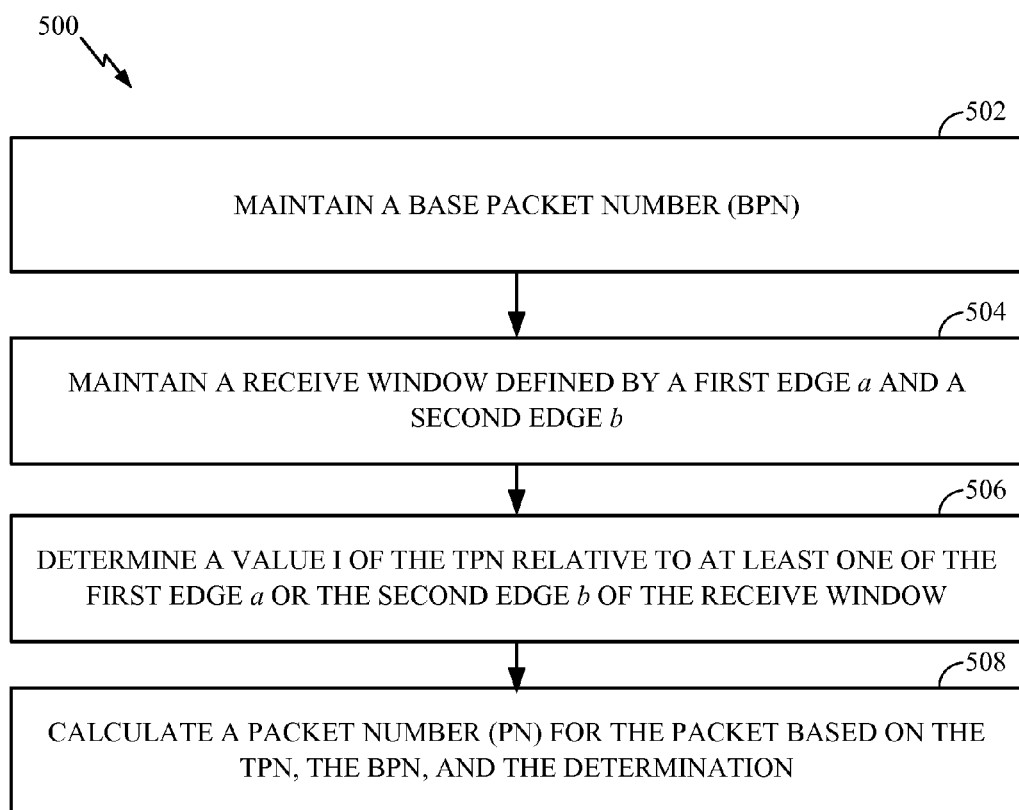 500
502
MAINTAIN A BASE PACKET NUMBER (BPN)
504
MAINTAIN A RECEIVE WINDOW DEFINED BY A FIRST EDGE a AND A
SECOND EDGE b
506
DETERMINE A VALUE I OF THE TPN RELATIVE TO AT LEAST ONE OF THE
FIRST EDGE a OR THE SECOND EDGE b OF THE RECEIVE WINDOW
508
CALCULATE A PACKET NUMBER (PN) FOR THE PACKET BASED ON THE
TPN, THE BPN, AND THE DETERMINATION